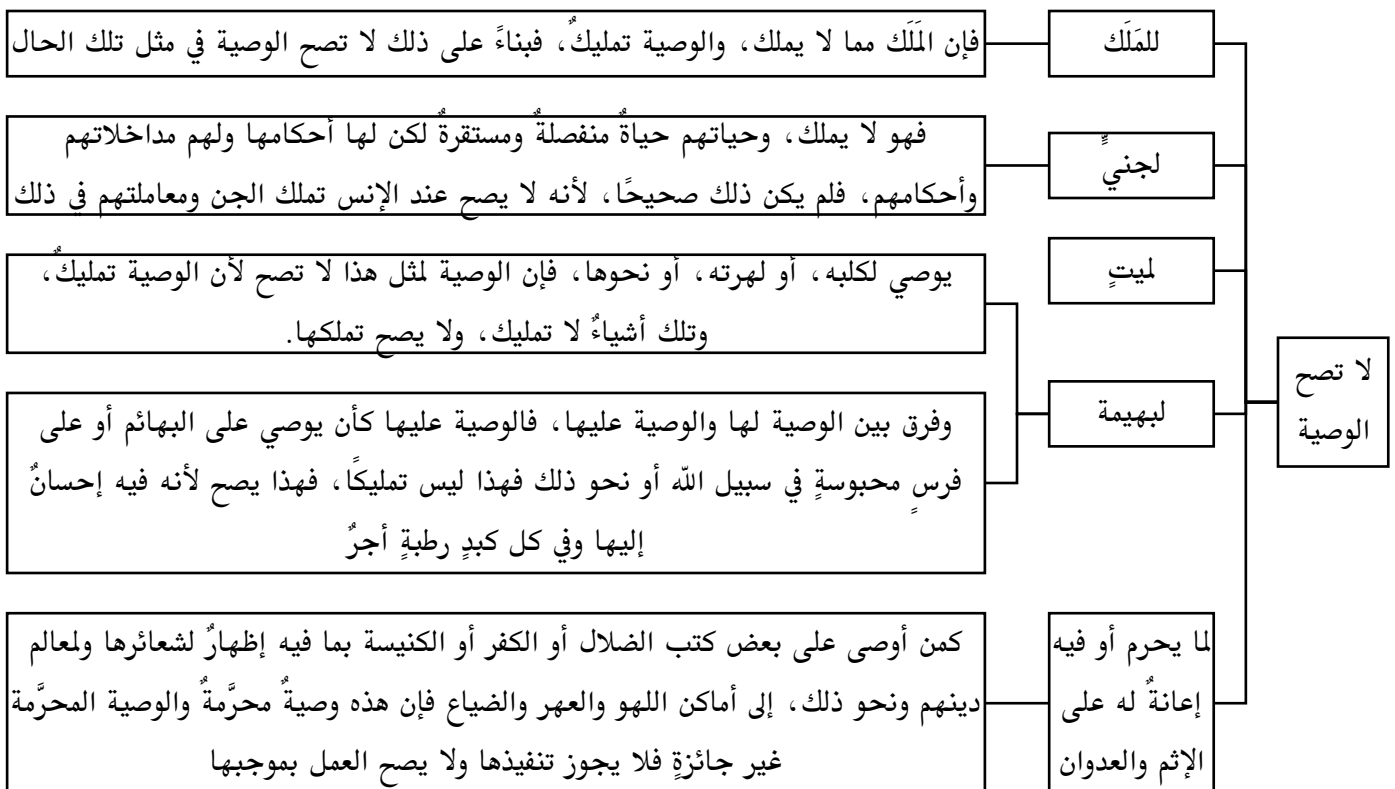 لا تصح
الوصية
للمَلَك
فإن المَلَك مما لا يملك، والوصية تمليكٌ، فبناءً على ذلك لا تصح الوصية في مثل تلك الحال
لجنيٍّ
فهو لا يملك، وحياتهم حياةٌ منفصلةٌ ومستقرةٌ لكن لها أحكامها ولهم مداخلاتهم
وأحكامهم، فلم يكن ذلك صحيحًا، لأنه لا يصح عند الإنس تملك الجن ومعاملتهم في ذلك
لميتٍ
لبهيمة
يوصي لكلبه، أو لهرته، أو نحوها، فإن الوصية لمثل هذا لا تصح لأن الوصية تمليكٌ،
وتلك أشياءٌ لا تمليك، ولا يصح تملكها.
وفرق بين الوصية لها والوصية عليها، فالوصية عليها كأن يوصي على البهائم أو على
فرسٍ محبوسةٍ في سبيل الله أو نحو ذلك فهذا ليس تمليكًا، فهذا يصح لأنه فيه إحسانٌ
إليها وفي كل كبدٍ رطبةٍ أجرٌ
لما يحرم أو فيه
إعانةٌ له على
الإثم والعدوان
كمن أوصى على بعض كتب الضلال أو الكفر أو الكنيسة بما فيه إظهارٌ لشعائرها ولمعالم
دينهم ونحو ذلك، إلى أماكن اللهو والعهر والضياع فإن هذه وصيةٌ محرَّمةٌ والوصية المحرَّمة
غير جائزةٍ فلا يجوز تنفيذها ولا يصح العمل بموجبها